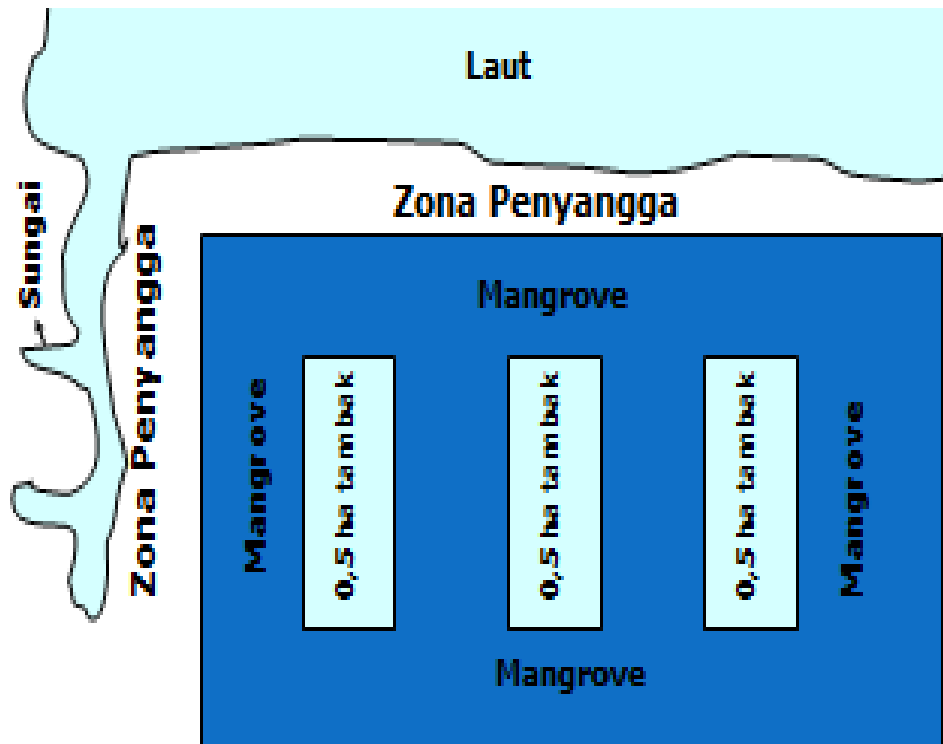 Laut
Zona Penyangga
Sungai
Zona Penyangga
Mangrove
Mangrove
0,5 ha tambak
0,5 ha tambak
0,5 ha tambak
Mangrove
Mangrove